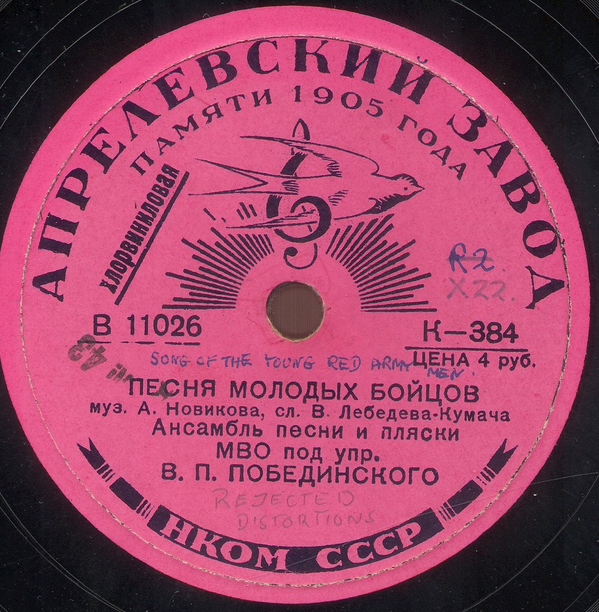 АПРЕЛЕВСКИЙ ЗАВОД
ПАМЯТИ 1905 ГОДА
хлорвиниловая
R2.
X22.
В 11026
К—384
ЦЕНА 4 руб.
43
SONG OF THE YOUNG RED ARMY MEN.
ПЕСНЯ МОЛОДЫХ БОЙЦОВ
муз. А. Новикова, сл. В. Лебедева-Кумача
Ансамбль песни и пляски
МВО под упр.
В. П. ПОБЕДИНСКОГО
REJECTED
DISTORTIONS
НКОМ СССР